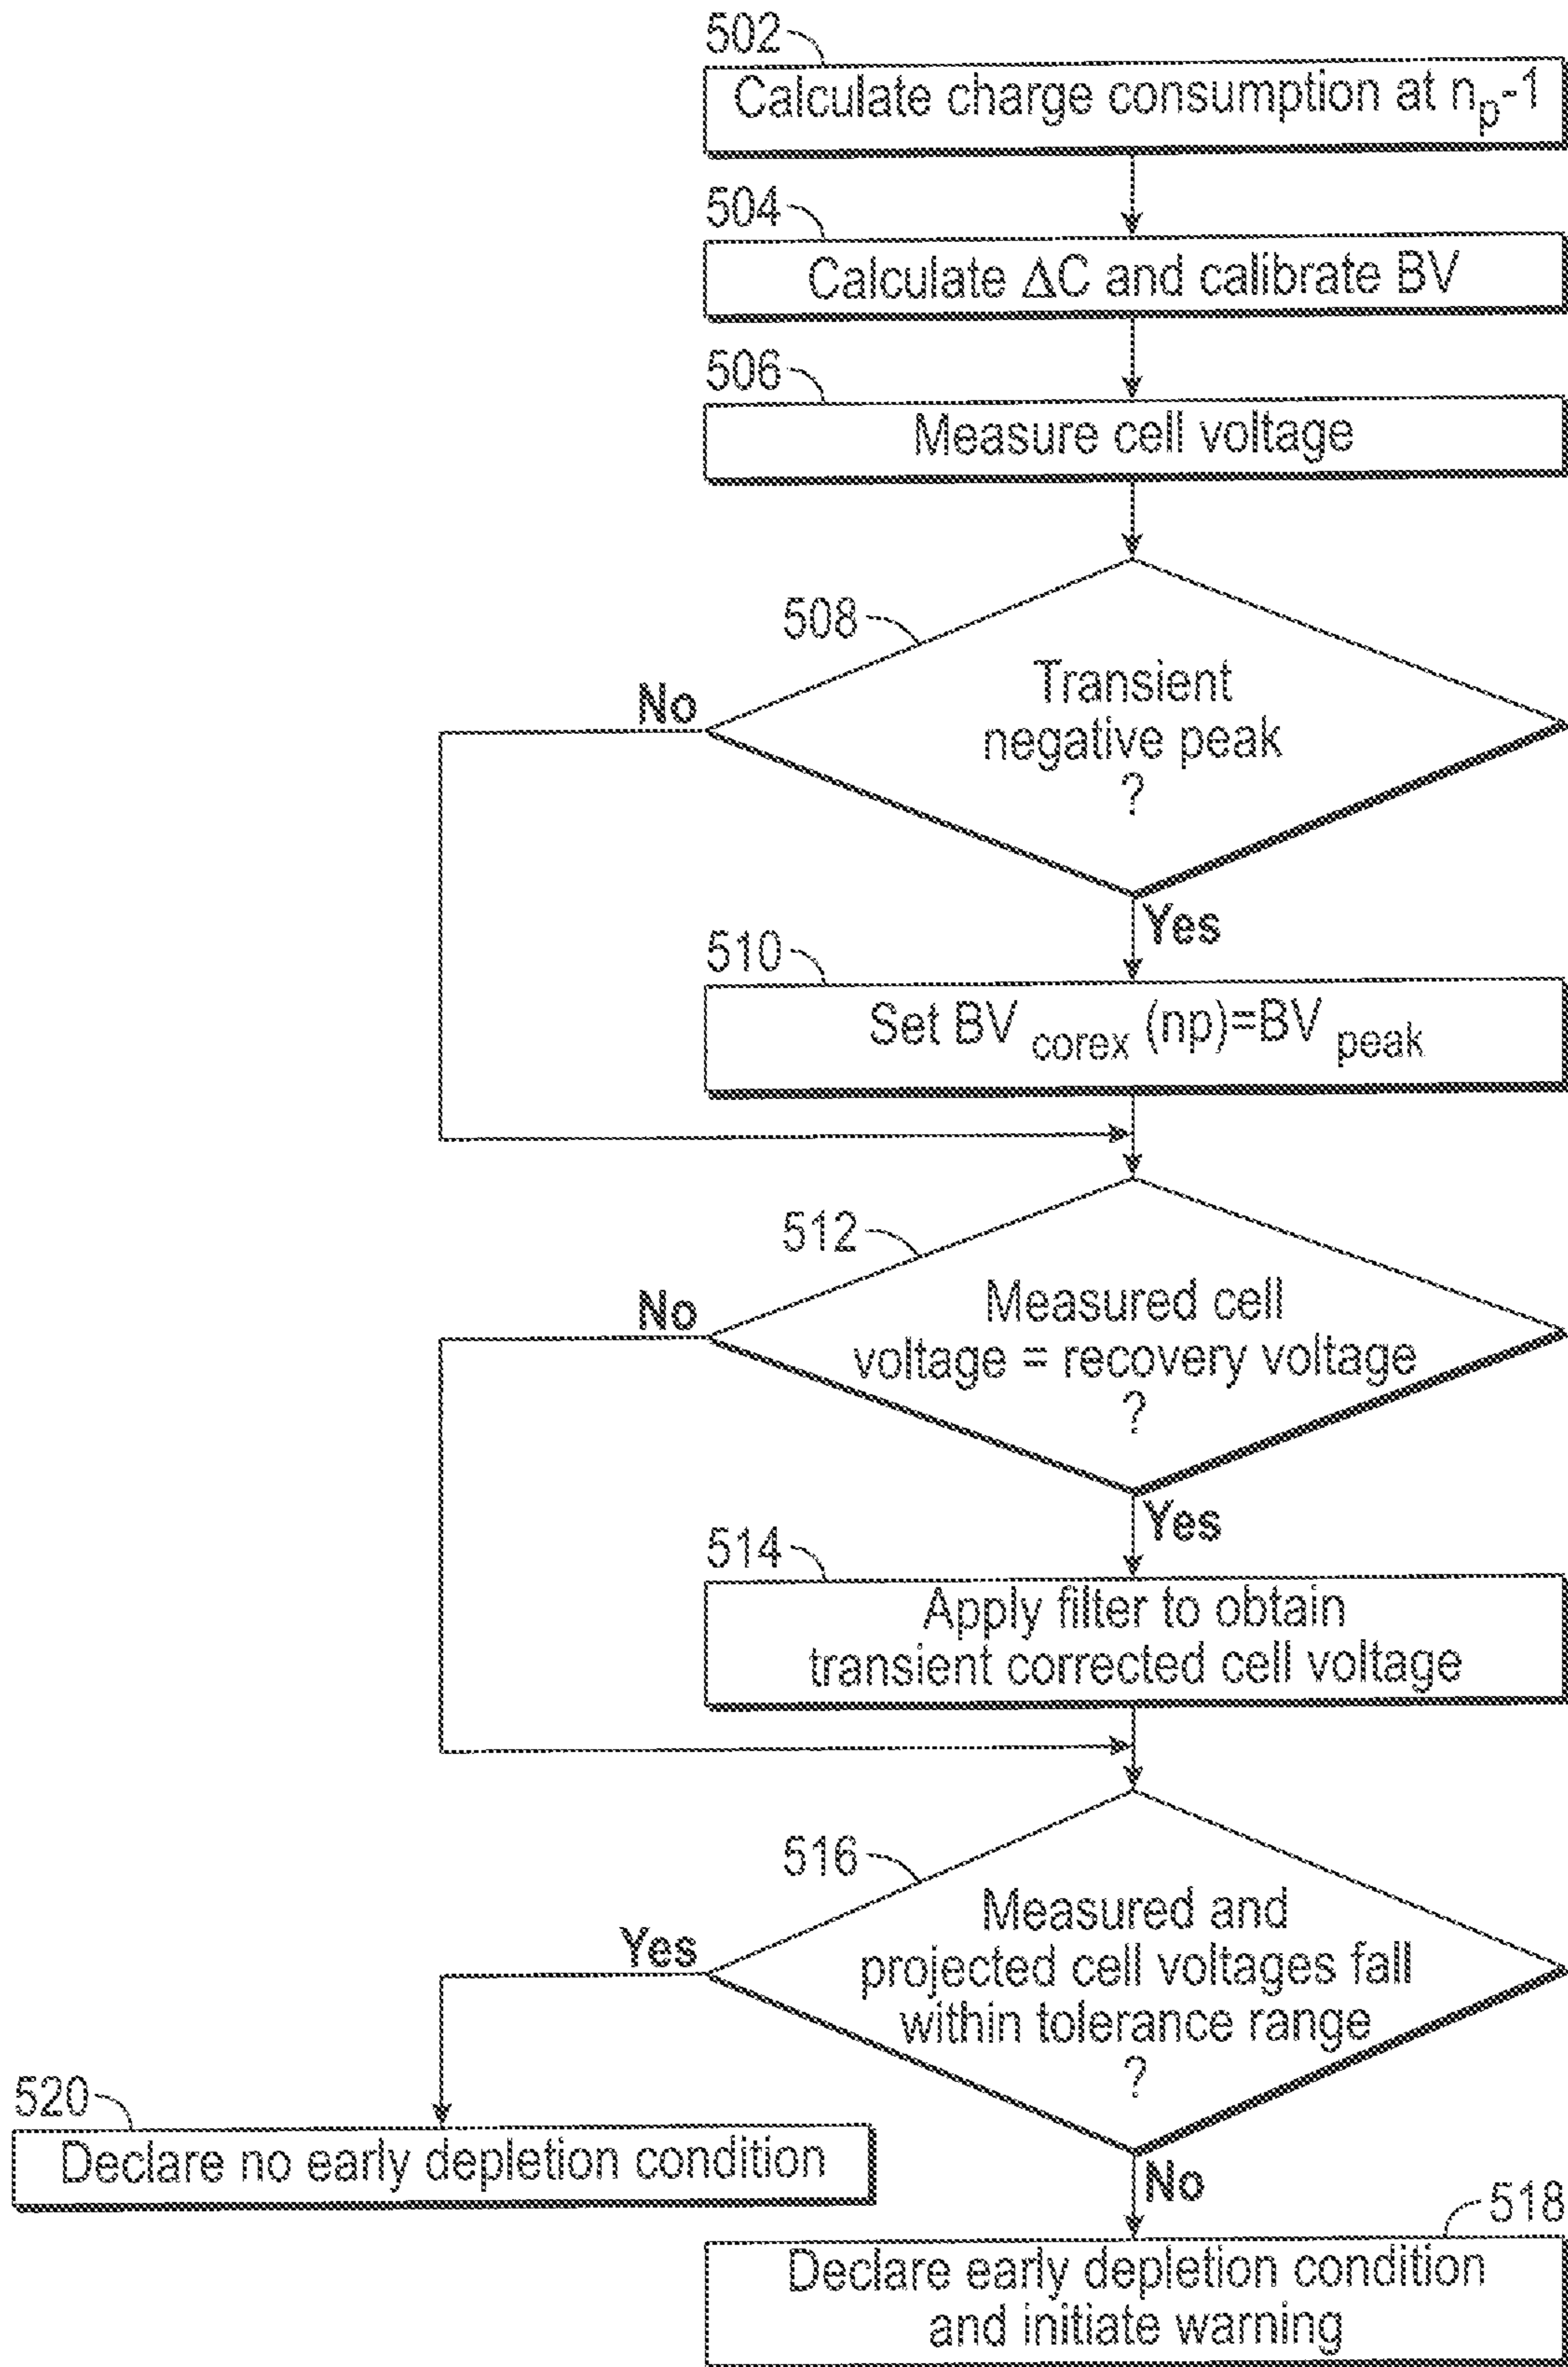 502
Calculate charge consumption at np-1
504
Calculate ΔC and calibrate BV
506
Measure cell voltage
508
Transient
negative peak
?
No
Yes
510
Set BV corex (np)=BV peak
512
Measured cell
voltage = recovery voltage
?
No
Yes
514
Apply filter to obtain
transient corrected cell voltage
516
Measured and
projected cell voltages fall
within tolerance range
?
Yes
520
Declare no early depletion condition
No
518
Declare early depletion condition
and initiate warning